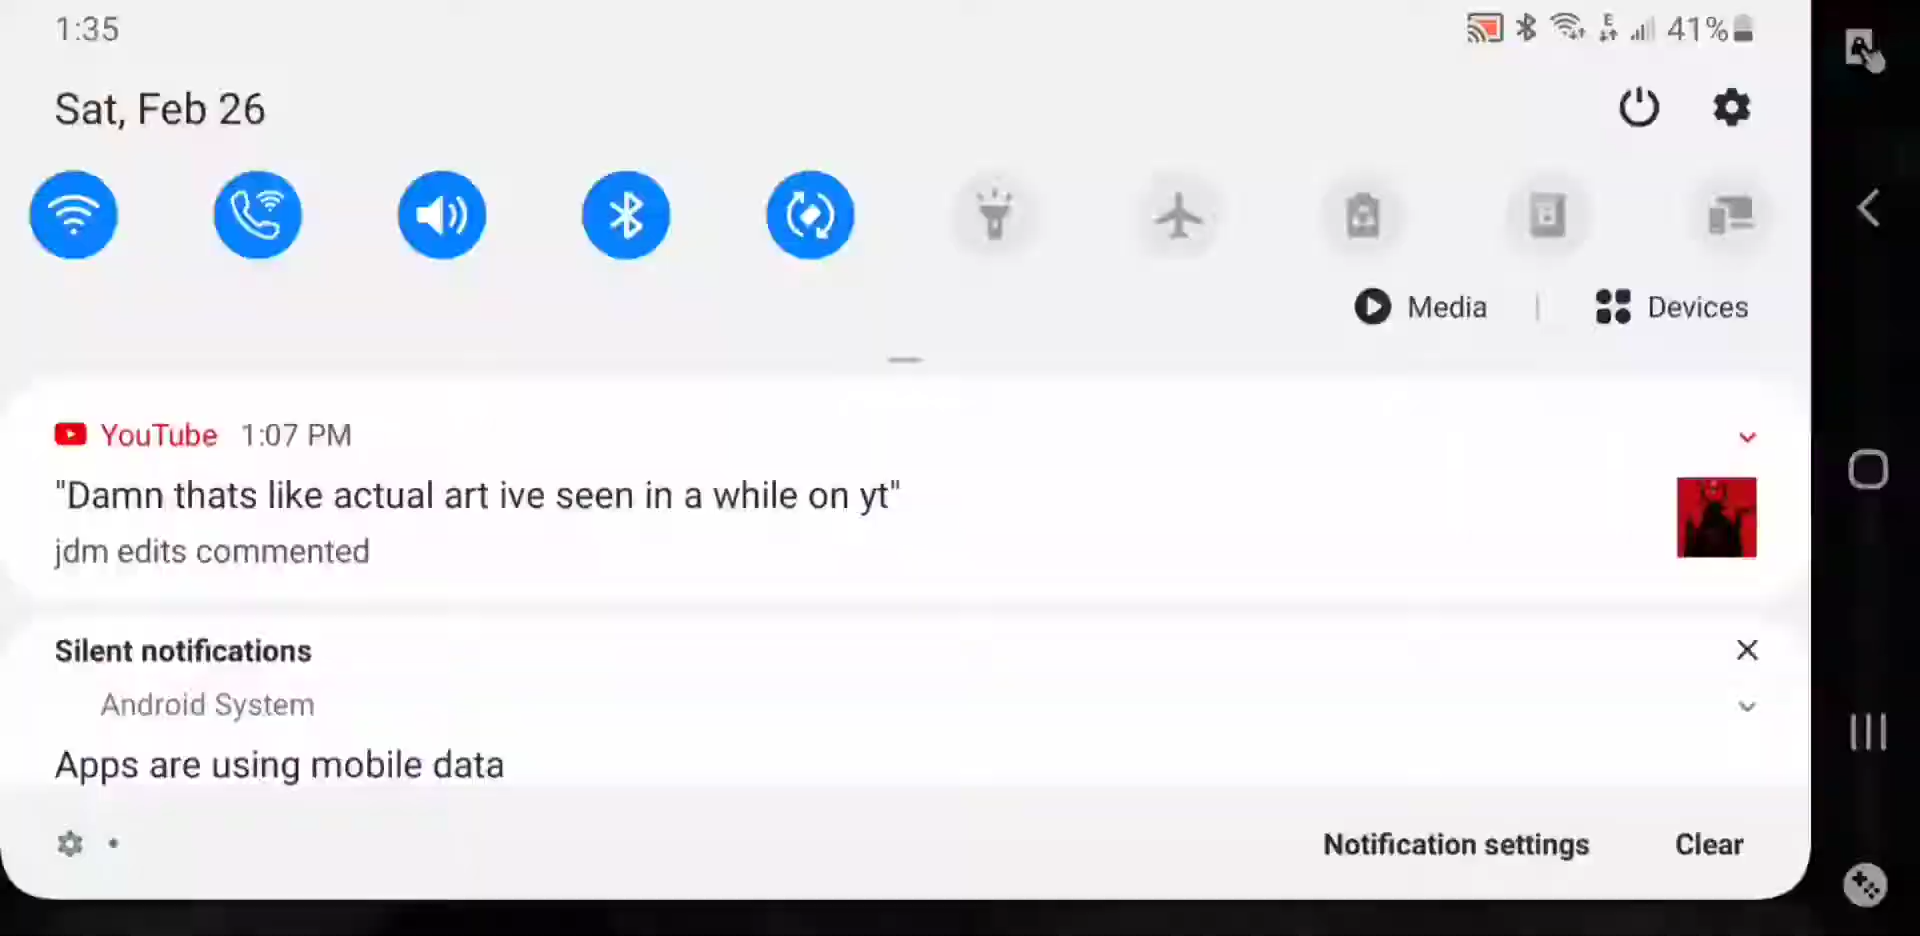 1:35
E
41%
Sat, Feb 26
Media
Devices
YouTube 1:07 PM
"Damn thats like actual art ive seen in a while on yt"
jdm edits commented
Silent notifications
Android System
Apps are using mobile data
Notification settings
Clear